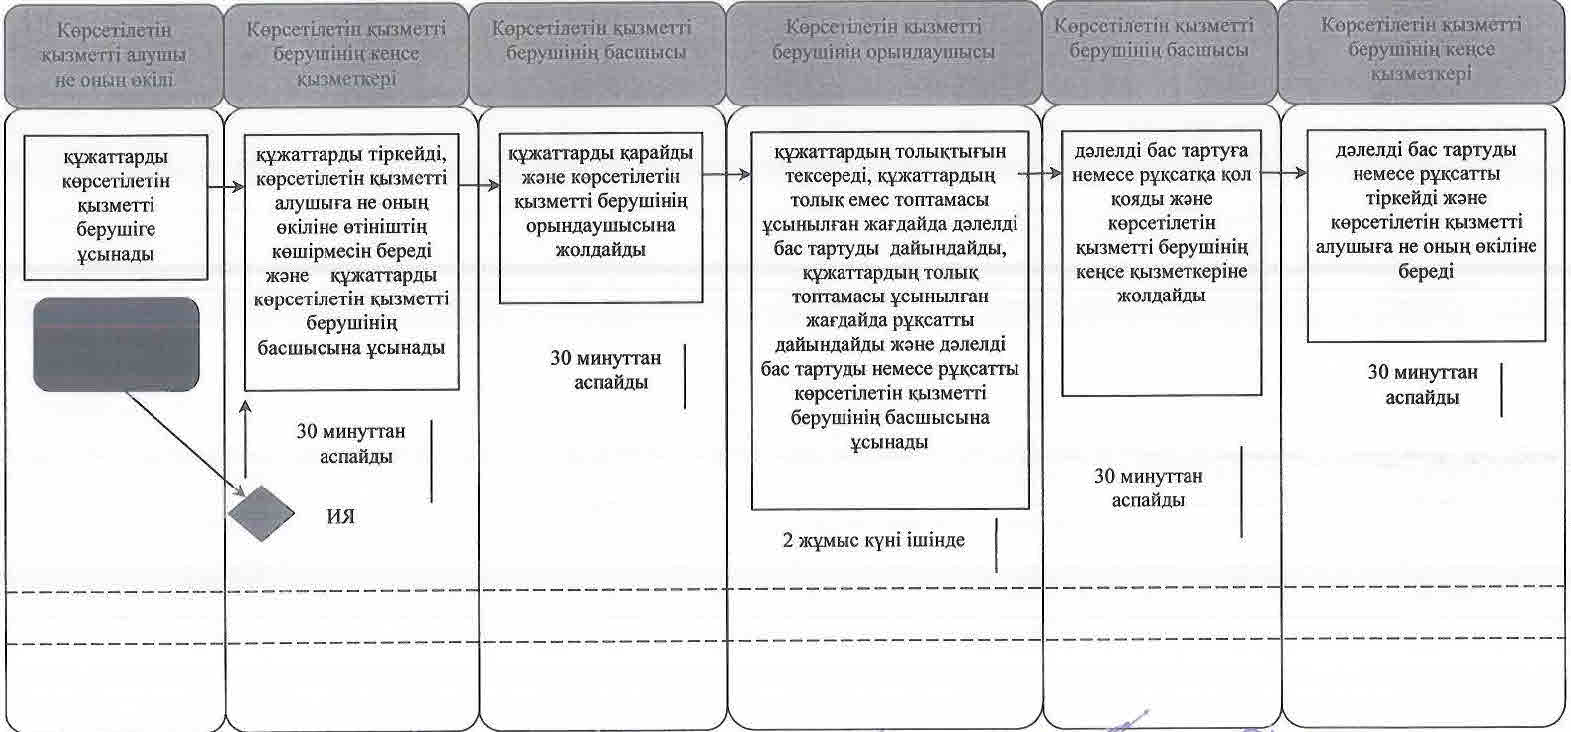 Көрсетілетін
қызметті алушы
не оның өкілі
Көрсетілетін қызметті
берушінің кеңсе
қызметкері
Көрсетілетін қызметті
берушінің басшысы
Көрсетілетін қызметті
берушінің орындаушысы
Көрсетілетін қызметті
берушінің басшысы
Көрсетілетін қызметті
берушінің кеңсе
қызметкері
құжаттарды
көрсетілетін
қызметті
берушіге
ұсынады
құжаттарды тіркейді,
көрсетілетін қызметті
алушыға не оның
өкіліне өтініштің
көшірмесін береді
және құжаттарды
көрсетілетін қызметті
берушінің
басшысына ұсынады
30 минуттан
аспайды
ИЯ
құжаттарды қарайды
және көрсетілетін
қызметті берушінің
орындаушысына
жолдайды
30 минуттан
аспайды
құжаттардың толықтығын
тексереді, құжаттардың
толық емес топтамасы
ұсынылған жағдайда дәлелді
бас тартуды дайындайды,
құжаттардың толық
топтамасы ұсынылған
жағдайда рұқсатты
дайындайды және дәлелді
бас тартуды немесе рұқсатты
көрсетілетін қызметті
берушінің басшысына
ұсынады
2 жұмыс күні ішінде
дәлелді бас тартуға
немесе рұқсатқа қол
қояды және
көрсетілетін
қызметті берушінің
кеңсе қызметкеріне
жолдайды
30 минуттан
аспайды
дәлелді бас тартуды
немесе рұқсатты
тіркейді және
көрсетілетін қызметті
алушыға не оның өкіліне
береді
30 минуттан
аспайды